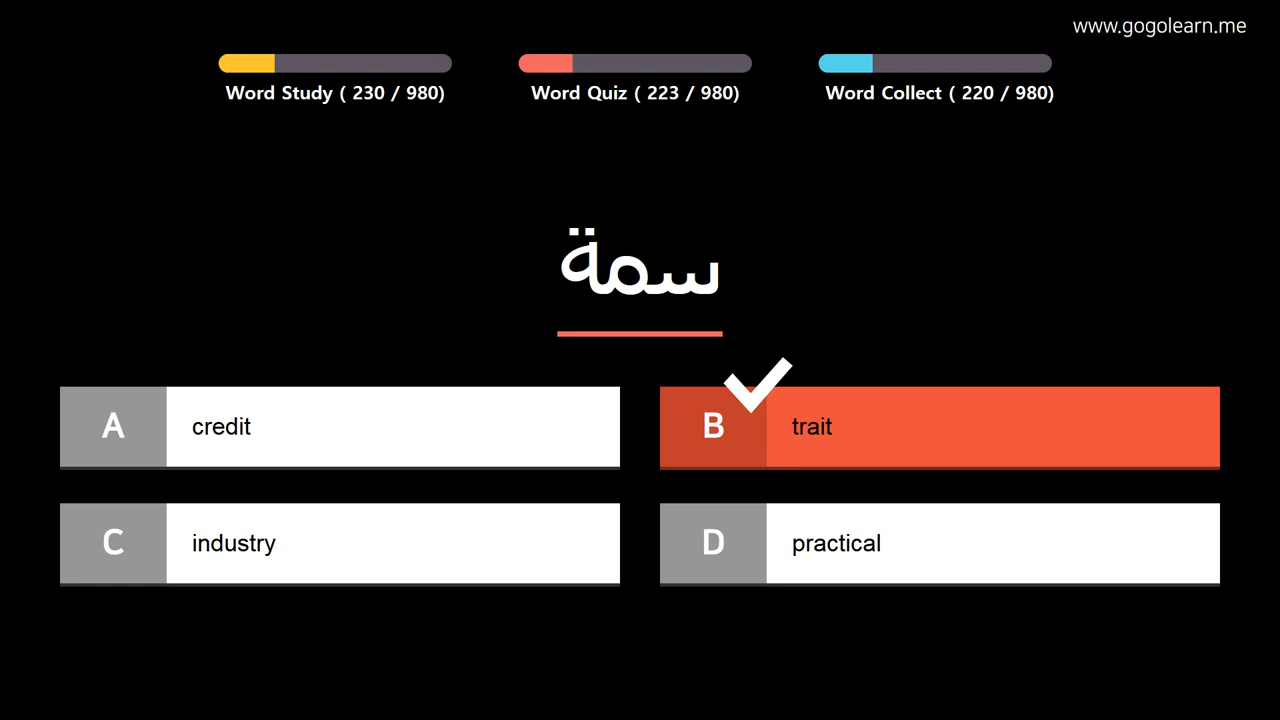 www.gogolearn.me
Word Study ( 230 / 980)
Word Quiz ( 223 / 980)
Word Collect ( 220 / 980)
سمة
A credit
B trait
C industry
D practical